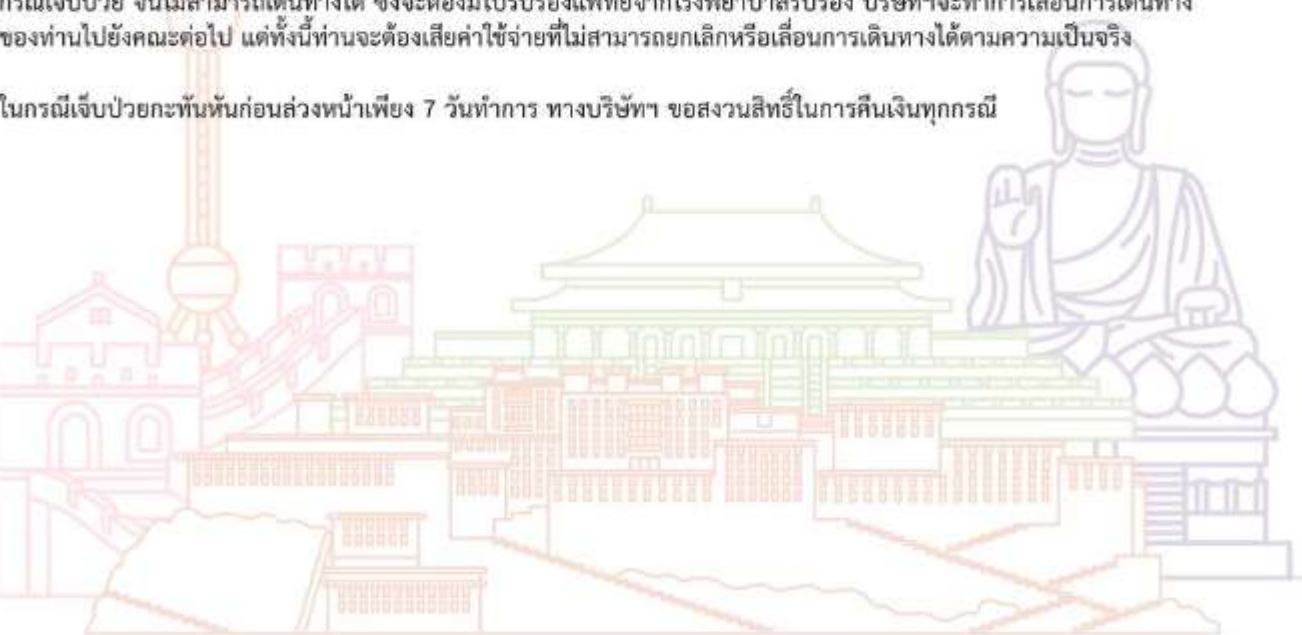 กรณีเจ็บป่วย จนไม่สามารถเดินทางได้ ซึ่งจะต้องมีใบรับรองแพทย์จากโรงพยาบาลรับรอง บริษัทฯจะทำการเลื่อนการเดินทาง
ของท่านไปยังคณะต่อไป แต่ทั้งนี้ท่านจะต้องเสียค่าใช้จ่ายที่ไม่สามารถยกเลิกหรือเลื่อนการเดินทางได้ตามความเป็นจริง
ในกรณีเจ็บป่วยกะทันหันก่อนล่วงหน้าเพียง 7 วันทำการ ทางบริษัทฯ ขอสงวนสิทธิ์ในการคืนเงินทุกกรณี